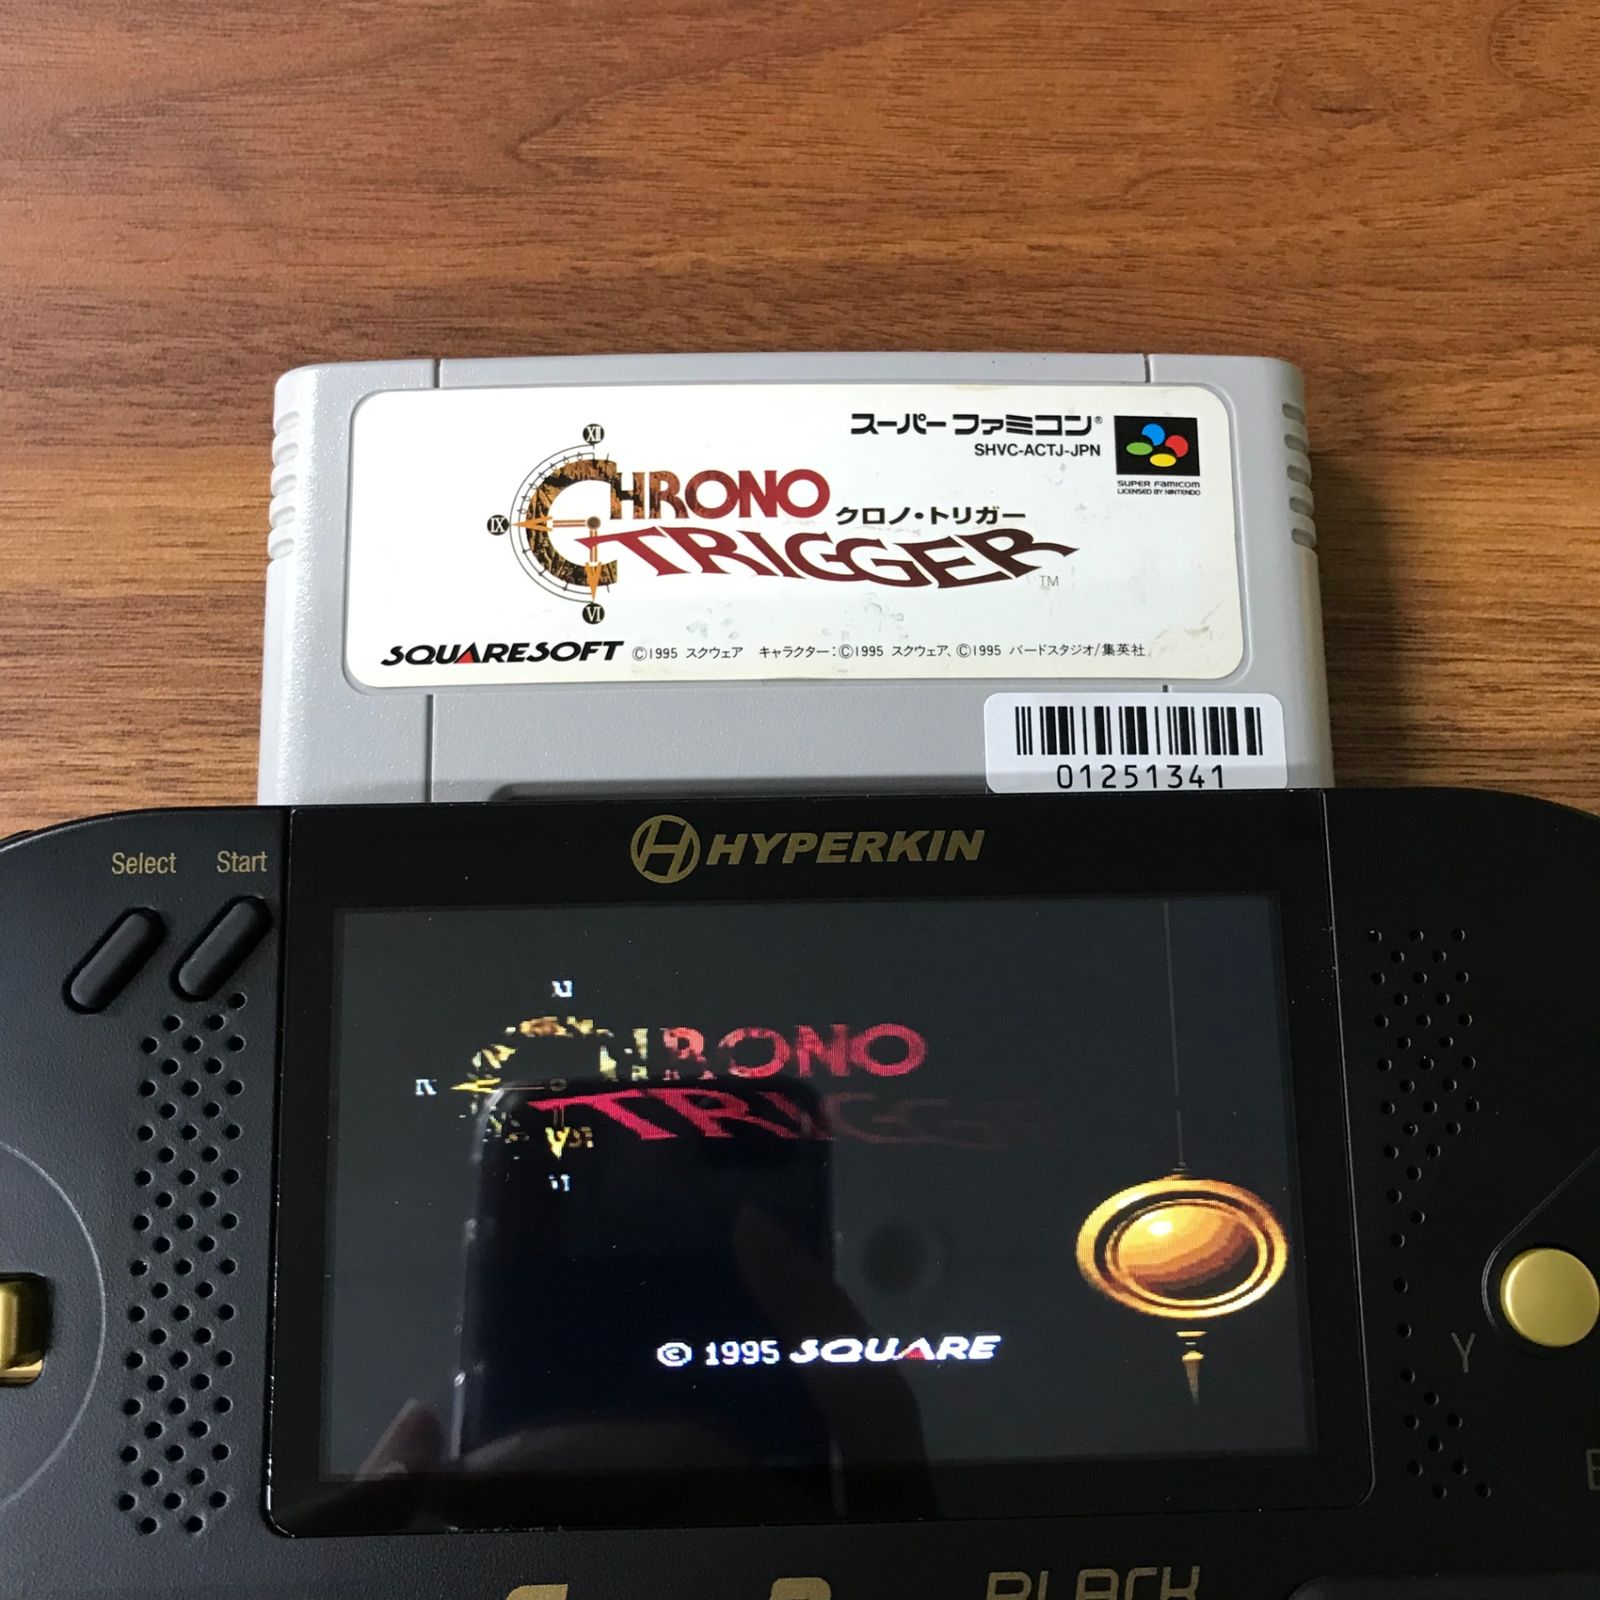 スーパーファミコン®
SHVC-ACTJ-JPN
SUPER FAMICOM
LICENSED BY NINTENDO
XII
IX
VI
CHRONO
クロノ・トリガー
TRIGGER
TM
SQUARESOFT ©1995 スクウェア キャラクター:©1995 スクウェア、©1995 バードスタジオ/集英社
01251341
HYPERKIN
Select Start
CHRONO
TRIGGER
© 1995 SQUARE
Y
BLACK